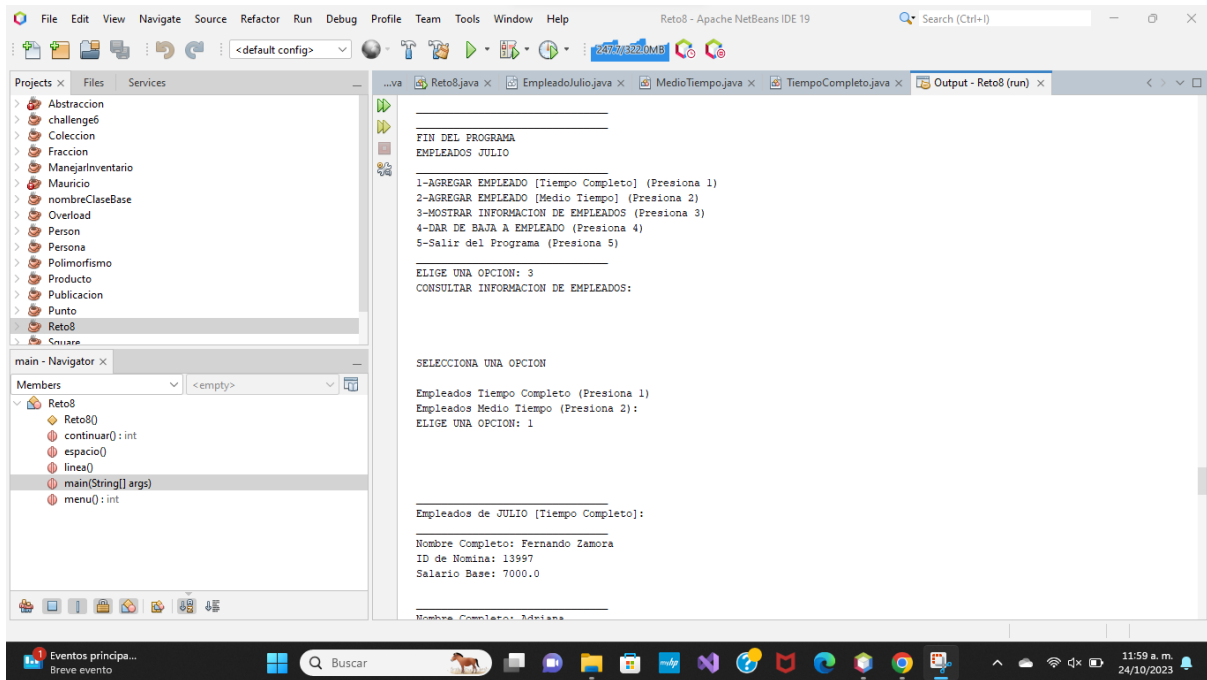 File Edit View Navigate Source Refactor Run Debug Profile Team Tools Window Help Reto8 - Apache NetBeans IDE 19 Search (Ctrl+I)
<default config> 247.7/322.0MB
Projects Files Services
Abstraccion
challenge6
Coleccion
Fraccion
ManejarInventario
Mauricio
nombreClaseBase
Overload
Person
Persona
Polimorfismo
Producto
Publicacion
Punto
Reto8
Square
main - Navigator
Members <empty>
Reto8
Reto8()
continuar() : int
espacio()
linea()
main(String[] args)
menu() : int
...va Reto8.java EmpleadoJulio.java MedioTiempo.java TiempoCompleto.java Output - Reto8 (run)
FIN DEL PROGRAMA
EMPLEADOS JULIO
1-AGREGAR EMPLEADO [Tiempo Completo] (Presiona 1)
2-AGREGAR EMPLEADO [Medio Tiempo] (Presiona 2)
3-MOSTRAR INFORMACION DE EMPLEADOS (Presiona 3)
4-DAR DE BAJA A EMPLEADO (Presiona 4)
5-Salir del Programa (Presiona 5)
ELIGE UNA OPCION: 3
CONSULTAR INFORMACION DE EMPLEADOS:
SELECCIONA UNA OPCION
Empleados Tiempo Completo (Presiona 1)
Empleados Medio Tiempo (Presiona 2):
ELIGE UNA OPCION: 1
Empleados de JULIO [Tiempo Completo]:
Nombre Completo: Fernando Zamora
ID de Nomina: 13997
Salario Base: 7000.0
Nombre Completo: Adriana
1
Eventos principa...
Breve evento
Buscar
mdp
11:59 a. m.
24/10/2023